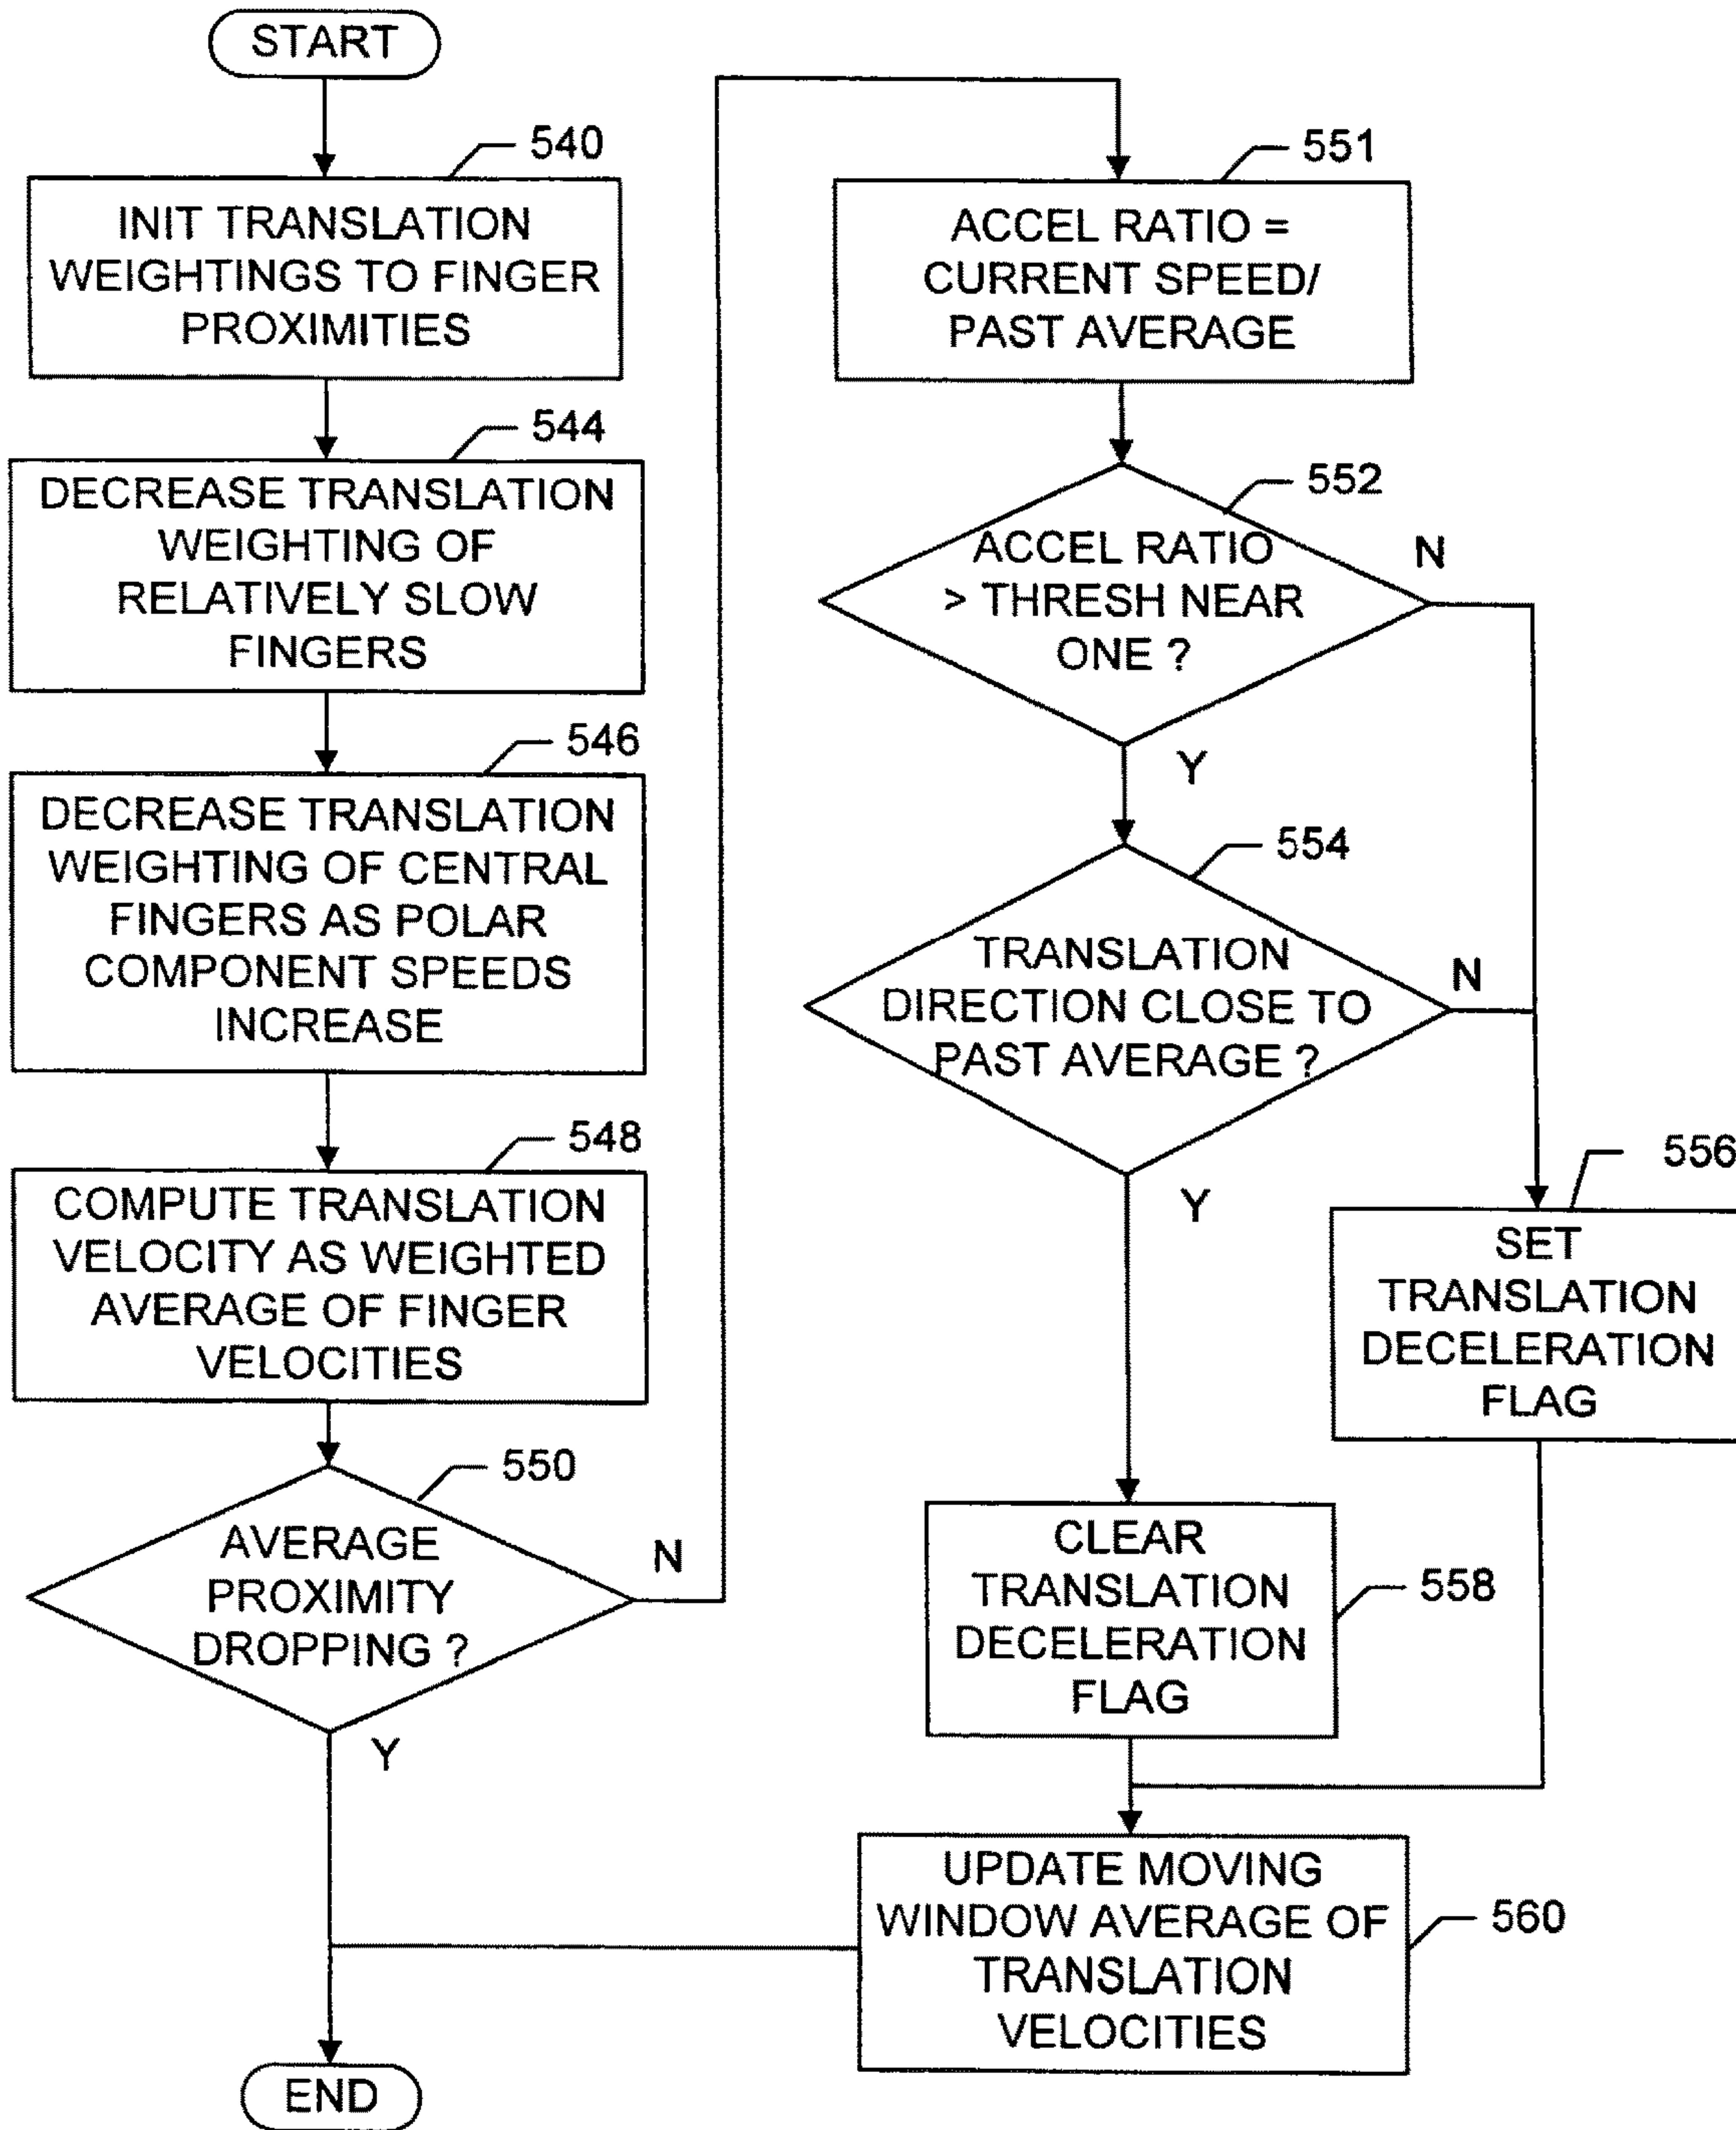 START
540
INIT TRANSLATION
WEIGHTINGS TO FINGER
PROXIMITIES
544
DECREASE TRANSLATION
WEIGHTING OF
RELATIVELY SLOW
FINGERS
546
DECREASE TRANSLATION
WEIGHTING OF CENTRAL
FINGERS AS POLAR
COMPONENT SPEEDS
INCREASE
548
COMPUTE TRANSLATION
VELOCITY AS WEIGHTED
AVERAGE OF FINGER
VELOCITIES
550
AVERAGE
PROXIMITY
DROPPING ?
N
Y
551
ACCEL RATIO =
CURRENT SPEED/
PAST AVERAGE
552
ACCEL RATIO
> THRESH NEAR
ONE ?
N
Y
554
TRANSLATION
DIRECTION CLOSE TO
PAST AVERAGE ?
N
Y
556
SET
TRANSLATION
DECELERATION
FLAG
558
CLEAR
TRANSLATION
DECELERATION
FLAG
560
UPDATE MOVING
WINDOW AVERAGE OF
TRANSLATION
VELOCITIES
END